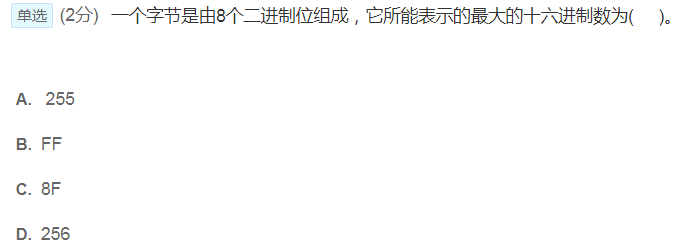 单选 (2分) 一个字节是由8个二进制位组成，它所能表示的最大的十六进制数为( )。
A. 255
B. FF
C. 8F
D. 256